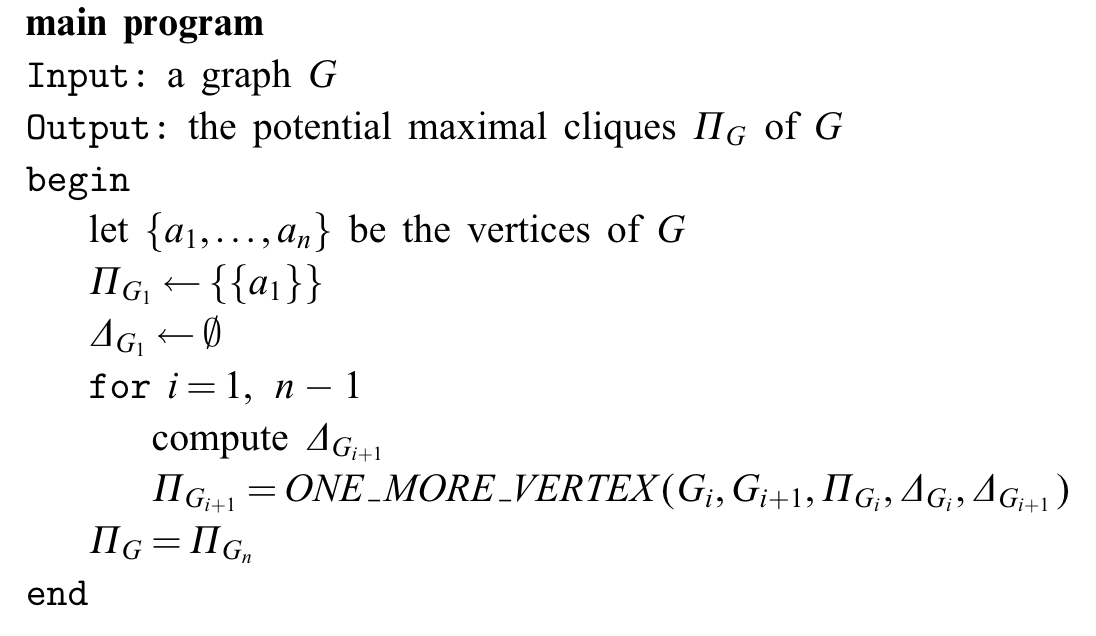 main program
Input: a graph G
Output: the potential maximal cliques Π_G of G
begin
let {a_1,...,a_n} be the vertices of G
Π_{G_1} ← {{a_1}}
Δ_{G_1} ← ∅
for i = 1, n − 1
compute Δ_{G_{i+1}}
Π_{G_{i+1}} = ONE_MORE_VERTEX(G_i, G_{i+1}, Π_{G_i}, Δ_{G_i}, Δ_{G_{i+1}})
Π_G = Π_{G_n}
end